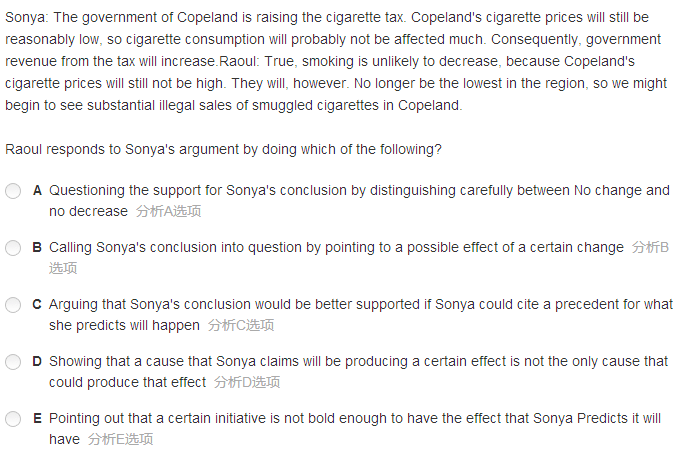 Sonya: The government of Copeland is raising the cigarette tax. Copeland's cigarette prices will still be
reasonably low, so cigarette consumption will probably not be affected much. Consequently, government
revenue from the tax will increase.Raoul: True, smoking is unlikely to decrease, because Copeland's
cigarette prices will still not be high. They will, however. No longer be the lowest in the region, so we might
begin to see substantial illegal sales of smuggled cigarettes in Copeland.
Raoul responds to Sonya's argument by doing which of the following?
A Questioning the support for Sonya's conclusion by distinguishing carefully between No change and
no decrease 分析A选项
B Calling Sonya's conclusion into question by pointing to a possible effect of a certain change 分析B
选项
C Arguing that Sonya's conclusion would be better supported if Sonya could cite a precedent for what
she predicts will happen 分析C选项
D Showing that a cause that Sonya claims will be producing a certain effect is not the only cause that
could produce that effect 分析D选项
E Pointing out that a certain initiative is not bold enough to have the effect that Sonya Predicts it will
have 分析E选项